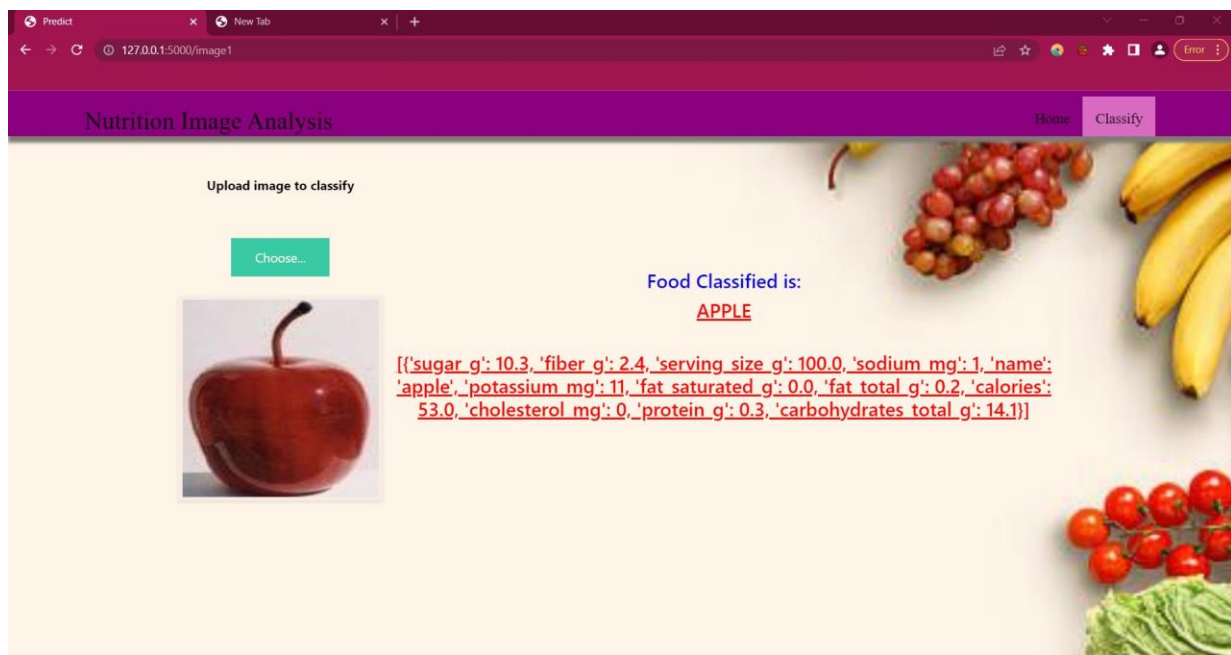 Predict
New Tab
127.0.0.1:5000/image1
Error
Nutrition Image Analysis
Home
Classify
Upload image to classify
Choose...
Food Classified is:
APPLE
[{'sugar_g': 10.3, 'fiber_g': 2.4, 'serving_size_g': 100.0, 'sodium_mg': 1, 'name':
'apple', 'potassium_mg': 11, 'fat_saturated_g': 0.0, 'fat_total_g': 0.2, 'calories':
53.0, 'cholesterol_mg': 0, 'protein_g': 0.3, 'carbohydrates_total_g': 14.1}]